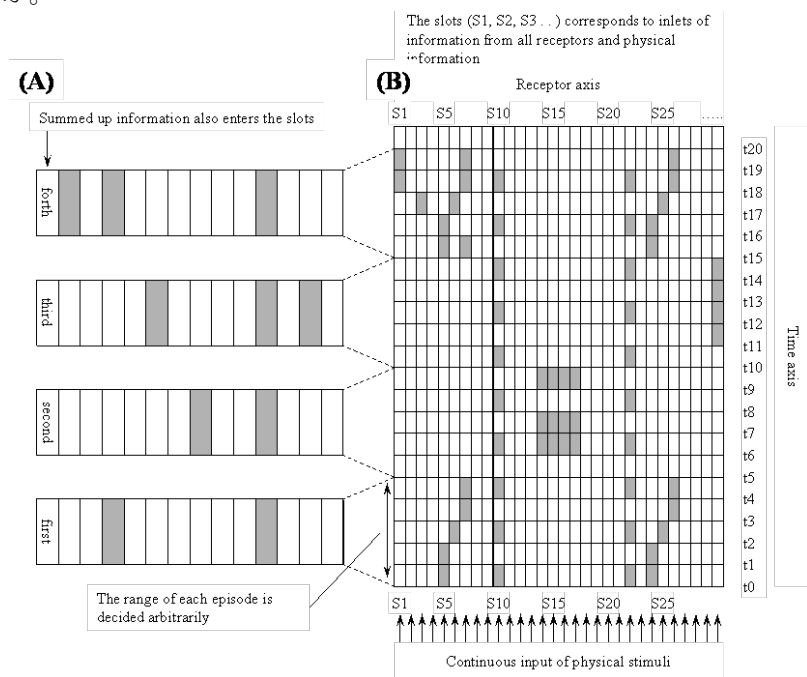 る。
The slots (S1, S2, S3 . . ) corresponds to inlets of
information from all receptors and physical
information
(A)
(B)
Receptor axis
Summed up information also enters the slots
S1 S5 S10 S15 S20 S25 .....
forth
third
second
first
t20
t19
t18
t17
t16
t15
t14
t13
t12
t11
t10
t9
t8
t7
t6
t5
t4
t3
t2
t1
t0
Time axis
The range of each episode is
decided arbitrarily
S1 S5 S10 S15 S20 S25
Continuous input of physical stimuli